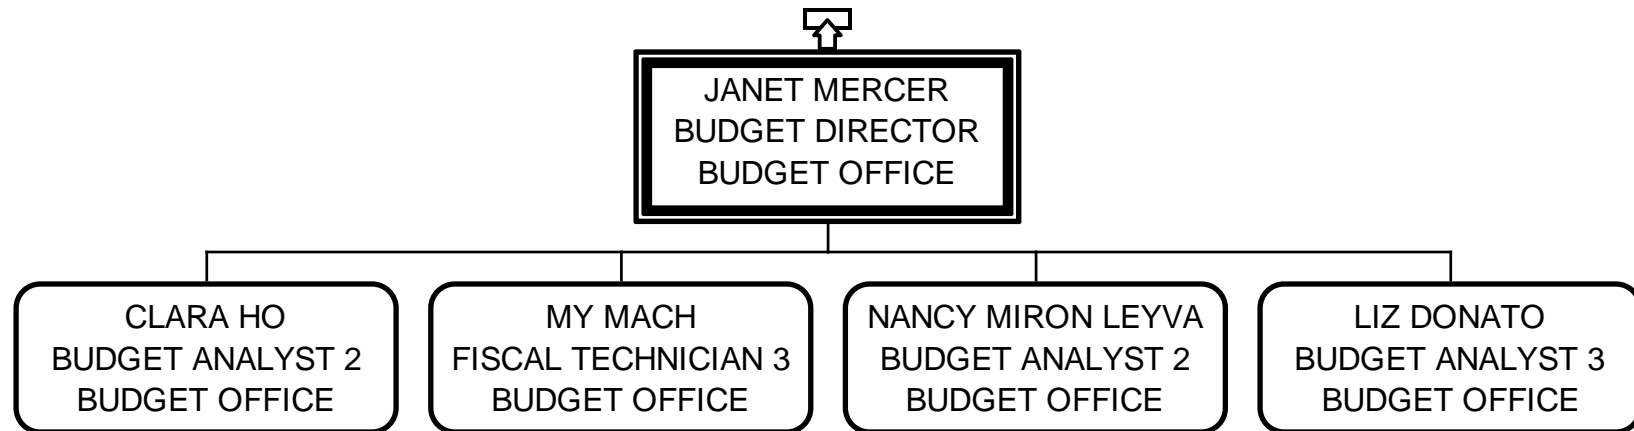 JANET MERCER
BUDGET DIRECTOR
BUDGET OFFICE
CLARA HO
BUDGET ANALYST 2
BUDGET OFFICE
MY MACH
FISCAL TECHNICIAN 3
BUDGET OFFICE
NANCY MIRON LEYVA
BUDGET ANALYST 2
BUDGET OFFICE
LIZ DONATO
BUDGET ANALYST 3
BUDGET OFFICE